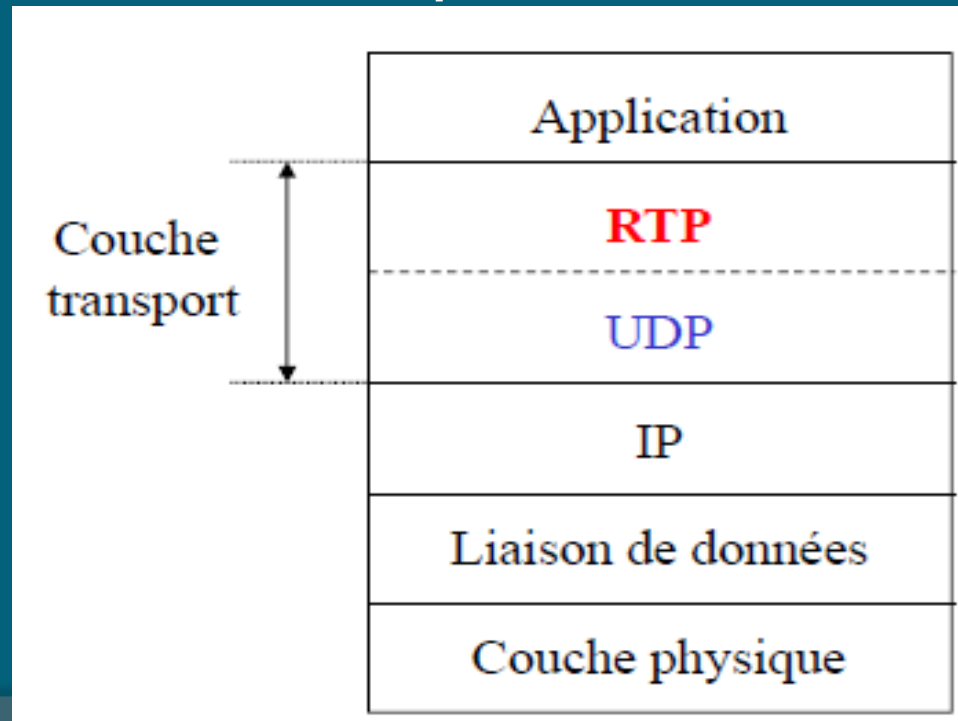 Application
RTP
Couche
transport
UDP
IP
Liaison de données
Couche physique